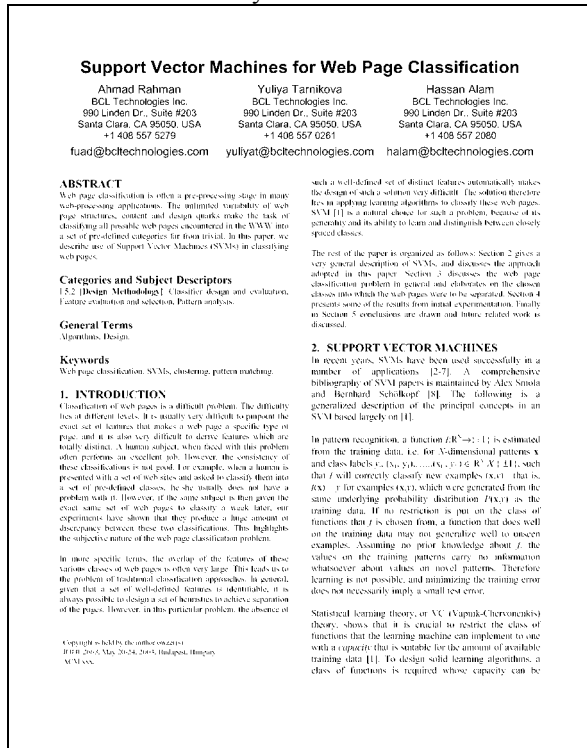 Support Vector Machines for Web Page Classification
Ahmad Rahman
BCL Technologies Inc.
990 Linden Dr., Suite #203
Santa Clara, CA 95050, USA
+1 408 557 5279
fuad@bcltechnologies.com
Yuliya Tarnikova
BCL Technologies Inc.
990 Linden Dr., Suite #203
Santa Clara, CA 95050, USA
+1 408 557 0261
yuliyat@bcltechnologies.com
Hassan Alam
BCL Technologies Inc.
990 Linden Dr., Suite #203
Santa Clara, CA 95050, USA
+1 408 557 2080
halam@bcltechnologies.com
ABSTRACT
Web page classification is often a pre-processing stage in many
web-processing applications. The unlimited variability of web
page structures, content and design quarks make the task of
classifying all possible web pages encountered in the WWW into
a set of pre-defined categories far from trivial. In this paper, we
describe use of Support Vector Machines (SVMs) in classifying
web pages.
Categories and Subject Descriptors
I.5.2 [Design Methodology]: Classifier design and evaluation,
Feature evaluation and selection, Pattern analysis.
General Terms
Algorithms, Design.
Keywords
Web page classification, SVMs, clustering, pattern matching.
1. INTRODUCTION
Classification of web pages is a difficult problem. The difficulty
lies at different levels. It is usually very difficult to pinpoint the
exact set of features that makes a web page a specific type of
page, and it is also very difficult to derive features which are
totally distinct. A human subject, when faced with this problem
often performs an excellent job. However, the consistency of
these classifications is not good. For example, when a human is
presented with a set of web sites and asked to classify them into
a set of pre-defined classes, he/she usually does not have a
problem with it. However, if the same subject is then given the
exact same set of web pages to classify a week later, our
experiments have shown that they produce a large amount of
discrepancy between these two classifications. This highlights
the subjective nature of the web page classification problem.
In more specific terms, the overlap of the features of these
various classes of web pages is often very large. This leads us to
the problem of traditional classification approaches. In general,
given that a set of well-defined features is identifiable, it is
always possible to design a set of heuristics to achieve separation
of the pages. However, in this particular problem, the absence of
Copyright is held by the author/owner(s).
May 20-24, 2003, Budapest, Hungary.
ACM xxx.
such a well-defined set of distinct features automatically makes
the design of such a solution very difficult. The solution therefore
lies in applying learning algorithms to classify these web pages.
SVM [1] is a natural choice for such a problem, because of its
generality and its ability to learn and distinguish between closely
spaced classes.
The rest of the paper is organized as follows: Section 2 gives a
very general description of SVMs, and discusses the approach
adopted in this paper. Section 3 discusses the web page
classification problem in general and elaborates on the chosen
classes into which the web pages were to be separated. Section 4
presents some of the results from initial experimentation. Finally
in Section 5 conclusions are drawn and future related work is
discussed.
2. SUPPORT VECTOR MACHINES
In recent years, SVMs have been used successfully in a
number of applications [2-7]. A comprehensive
bibliography of SVM papers is maintained by Alex Smola
and Bernhard Schölkopf [8]. The following is a
generalized description of the principal concepts in an
SVM based largely on [1].
In pattern recognition, a function is estimated
from the training data, i.e. for N-dimensional patterns x
and class labels such
that f will correctly classify new examples (x,y) (that is,
f(x) = y for examples (x,y), which were generated from the
same underlying probability distribution P(x,y) as the
training data. If no restriction is put on the class of
functions that f is chosen from, a function that does well
on the training data may not generalize well to unseen
examples. Assuming no prior knowledge about f, the
values on the training patterns carry no information
whatsoever about values on novel patterns. Therefore
learning is not possible, and minimizing the training error
does not necessarily imply a small test error.
Statistical learning theory, or VC (Vapnik-Chervonenkis)
theory, shows that it is crucial to restrict the class of
functions that the learning machine can implement to one
with a capacity that is suitable for the amount of available
training data [1]. To design solid learning algorithms, a
class of functions is required whose capacity can be